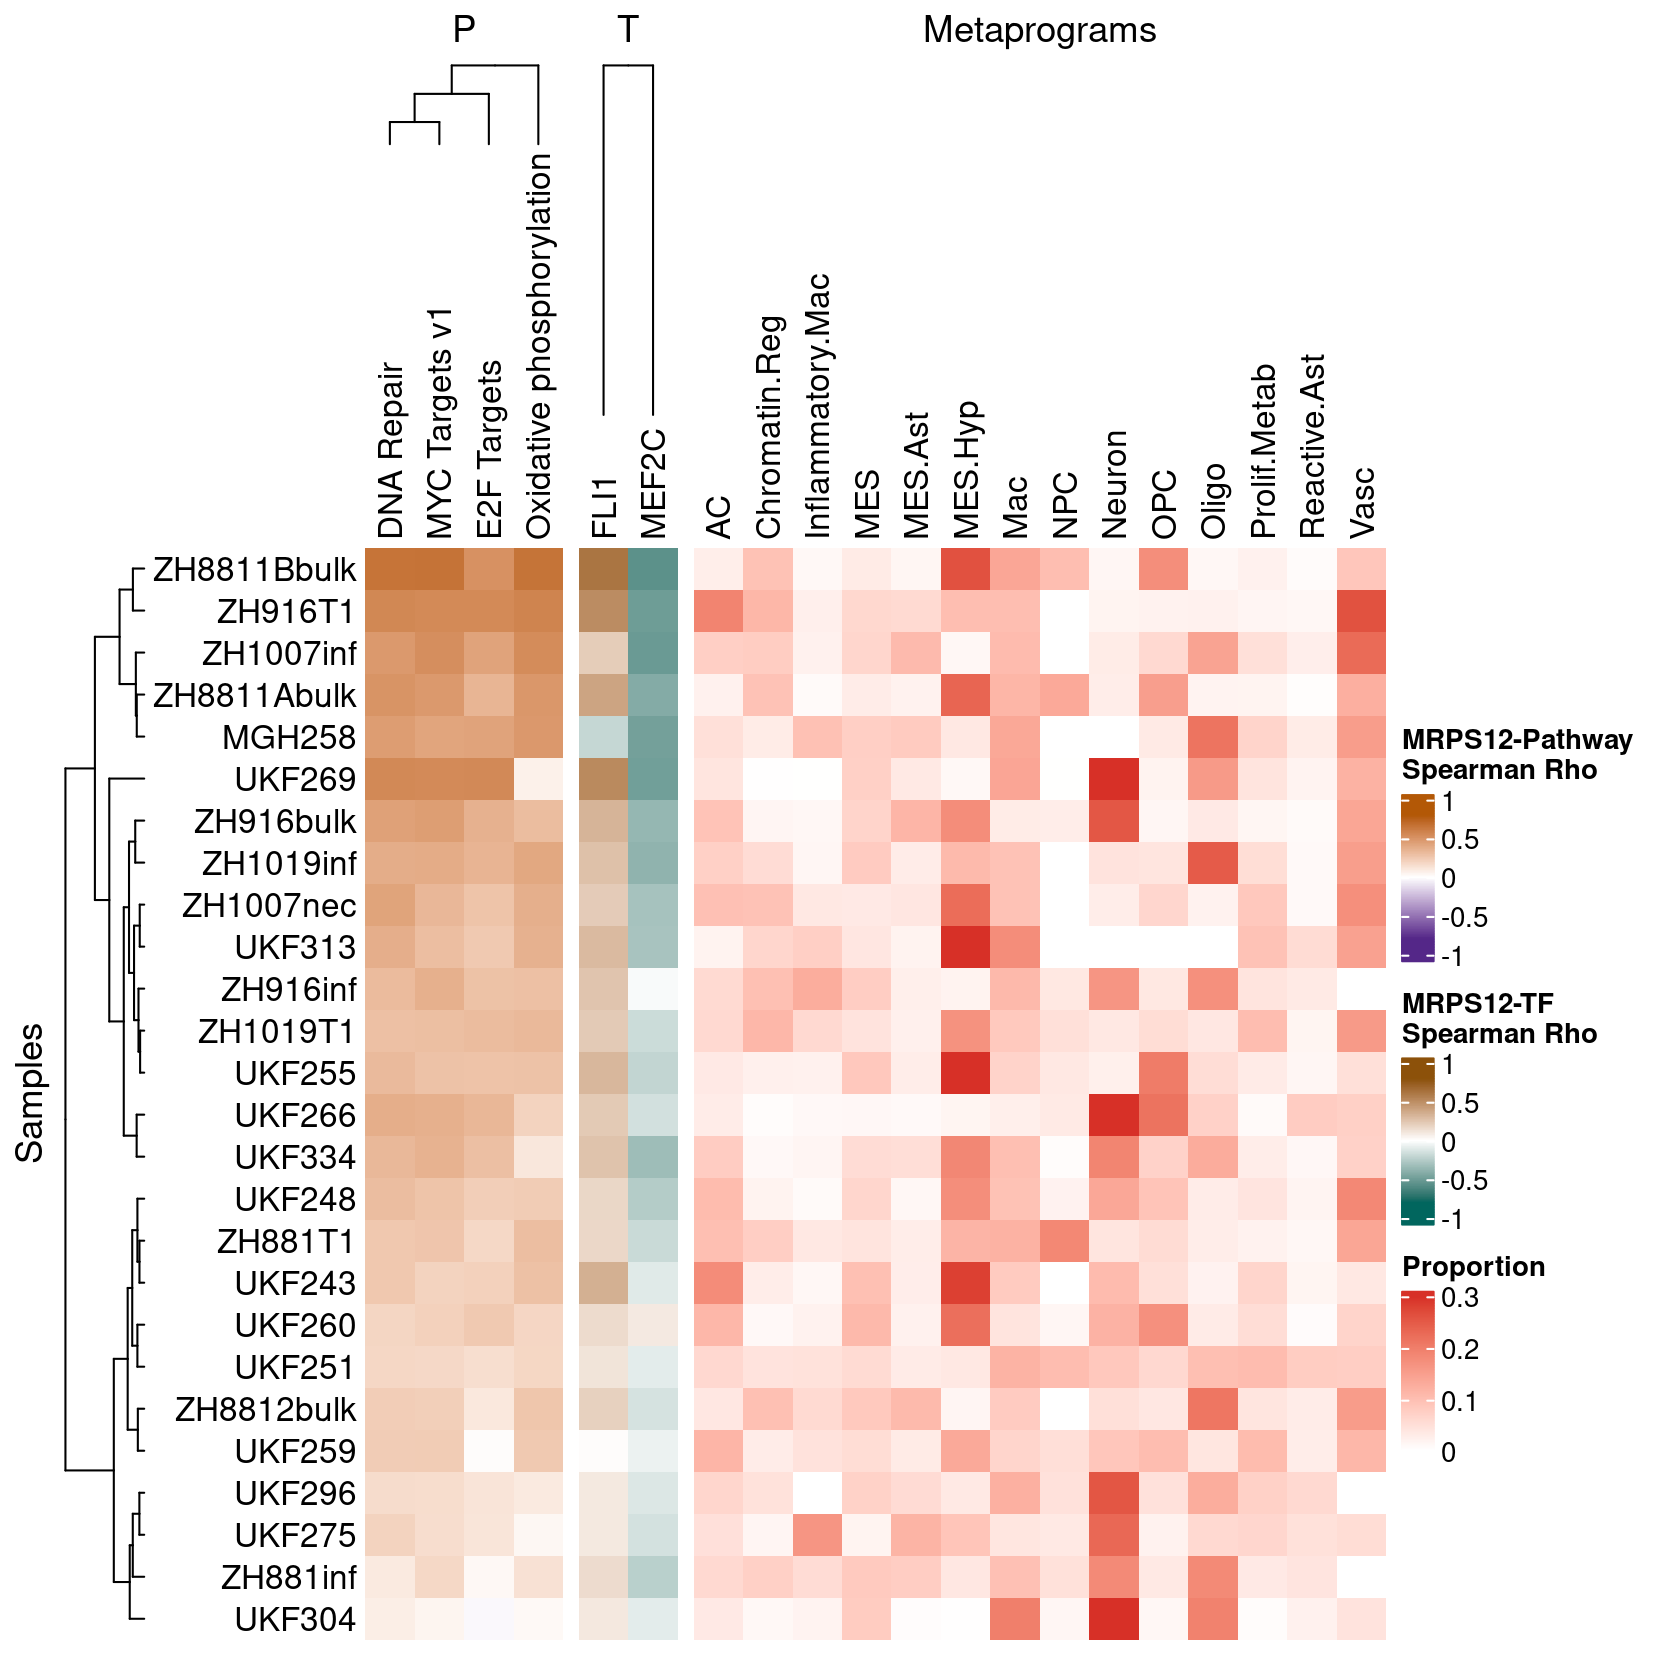 P
T
Metaprograms
DNA Repair
MYC Targets v1
E2F Targets
Oxidative phosphorylation
FLI1
MEF2C
AC
Chromatin.Reg
Inflammatory.Mac
MES
MES.Ast
MES.Hyp
Mac
NPC
Neuron
OPC
Oligo
Prolif.Metab
Reactive.Ast
Vasc
Samples
ZH8811Bbulk
ZH916T1
ZH1007inf
ZH8811Abulk
MGH258
UKF269
ZH916bulk
ZH1019inf
ZH1007nec
UKF313
ZH916inf
ZH1019T1
UKF255
UKF266
UKF334
UKF248
ZH881T1
UKF243
UKF260
UKF251
ZH8812bulk
UKF259
UKF296
UKF275
ZH881inf
UKF304
MRPS12-Pathway
Spearman Rho
1
0.5
0
-0.5
-1
MRPS12-TF
Spearman Rho
1
0.5
0
-0.5
-1
Proportion
0.3
0.2
0.1
0